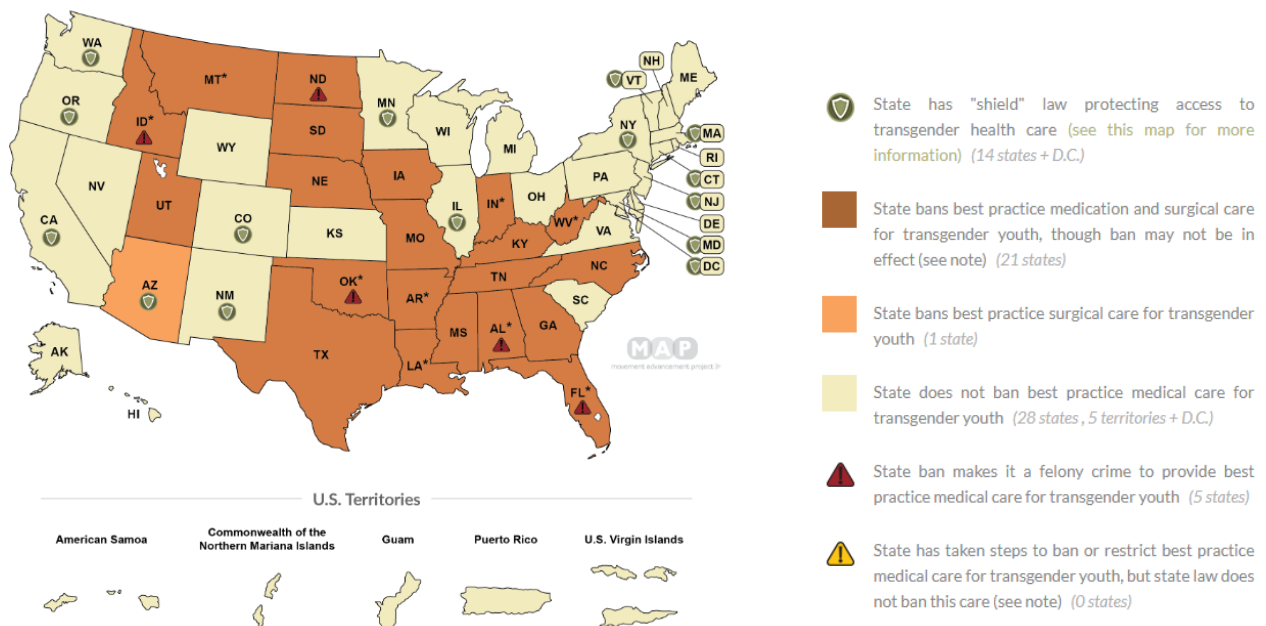 WA
OR
CA
NV
ID*
MT*
WY
UT
AZ
CO
NM
ND
SD
NE
KS
OK*
TX
MN
IA
MO
AR*
LA*
WI
IL
MI
IN*
OH
KY
TN
MS
AL*
GA
FL*
SC
NC
VA
WV*
PA
NY
VT
NH
ME
MA
RI
CT
NJ
DE
MD
DC
AK
HI
MAP
movement advancement project
U.S. Territories
American Samoa
Commonwealth of the
Northern Mariana Islands
Guam
Puerto Rico
U.S. Virgin Islands
State has "shield" law protecting access to
transgender health care (see this map for more
information) (14 states + D.C.)
State bans best practice medication and surgical care
for transgender youth, though ban may not be in
effect (see note) (21 states)
State bans best practice surgical care for transgender
youth (1 state)
State does not ban best practice medical care for
transgender youth (28 states , 5 territories + D.C.)
State ban makes it a felony crime to provide best
practice medical care for transgender youth (5 states)
State has taken steps to ban or restrict best practice
medical care for transgender youth, but state law does
not ban this care (see note) (0 states)